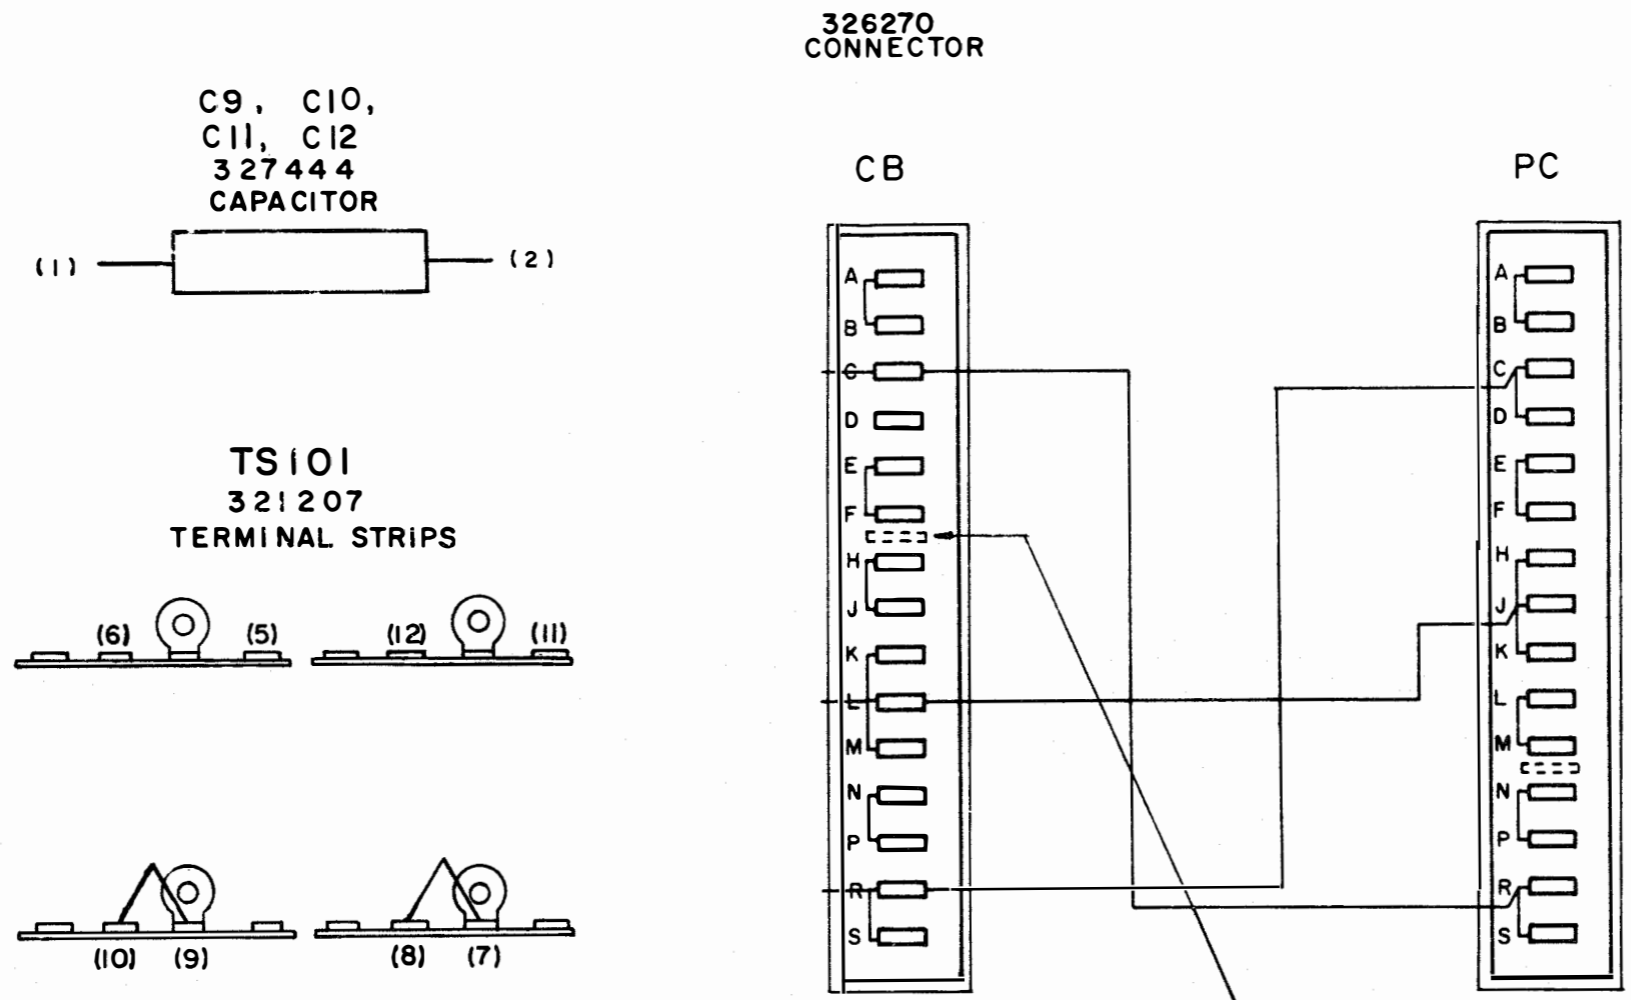 326270
CONNECTOR
C9, C10,
C11, C12
327444
CAPACITOR
(1)
(2)
TS101
321207
TERMINAL STRIPS
(6)
(5)
(12)
(11)
(10)
(9)
(8)
(7)
CB
A
B
C
D
E
F
H
J
K
L
M
N
P
R
S
PC
A
B
C
D
E
F
H
J
K
L
M
N
P
R
S